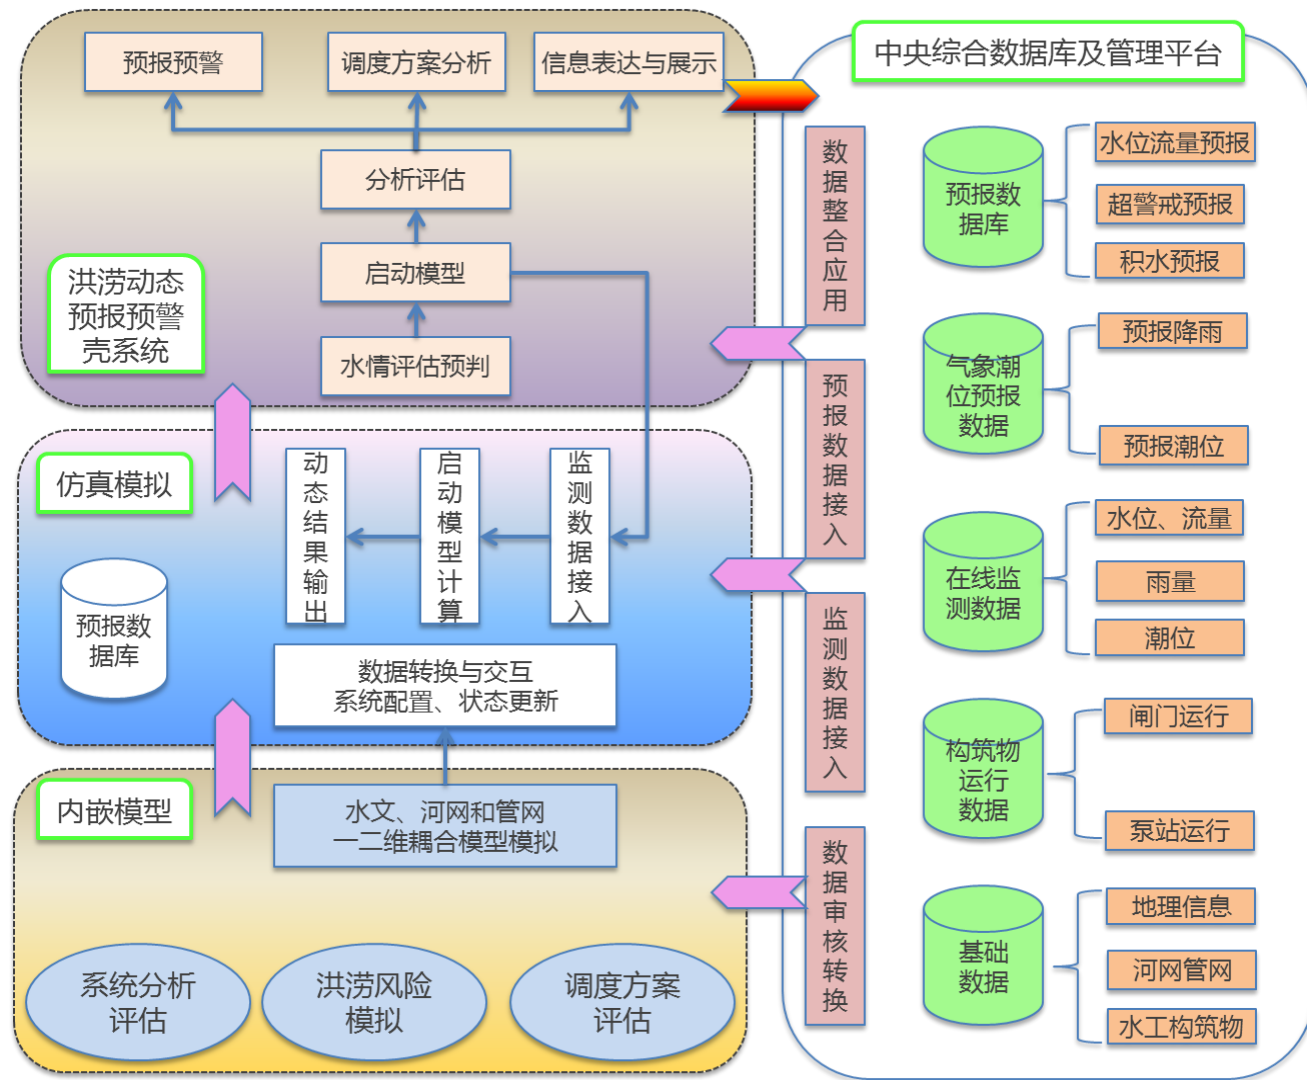 预报预警
调度方案分析
信息表达与展示
分析评估
启动模型
水情评估预判
洪涝动态
预报预警
壳系统
仿真模拟
预报数
据库
动态结果输出
启动模型计算
监测数据接入
数据转换与交互
系统配置、状态更新
内嵌模型
水文、河网和管网
一二维耦合模型模拟
系统分析
评估
洪涝风险
模拟
调度方案
评估
中央综合数据库及管理平台
数据整合应用
预报数据接入
监测数据接入
数据审核转换
预报数
据库
水位流量预报
超警戒预报
积水预报
气象潮
位预报
数据
预报降雨
预报潮位
在线监
测数据
水位、流量
雨量
潮位
构筑物
运行
数据
闸门运行
泵站运行
基础
数据
地理信息
河网管网
水工构筑物